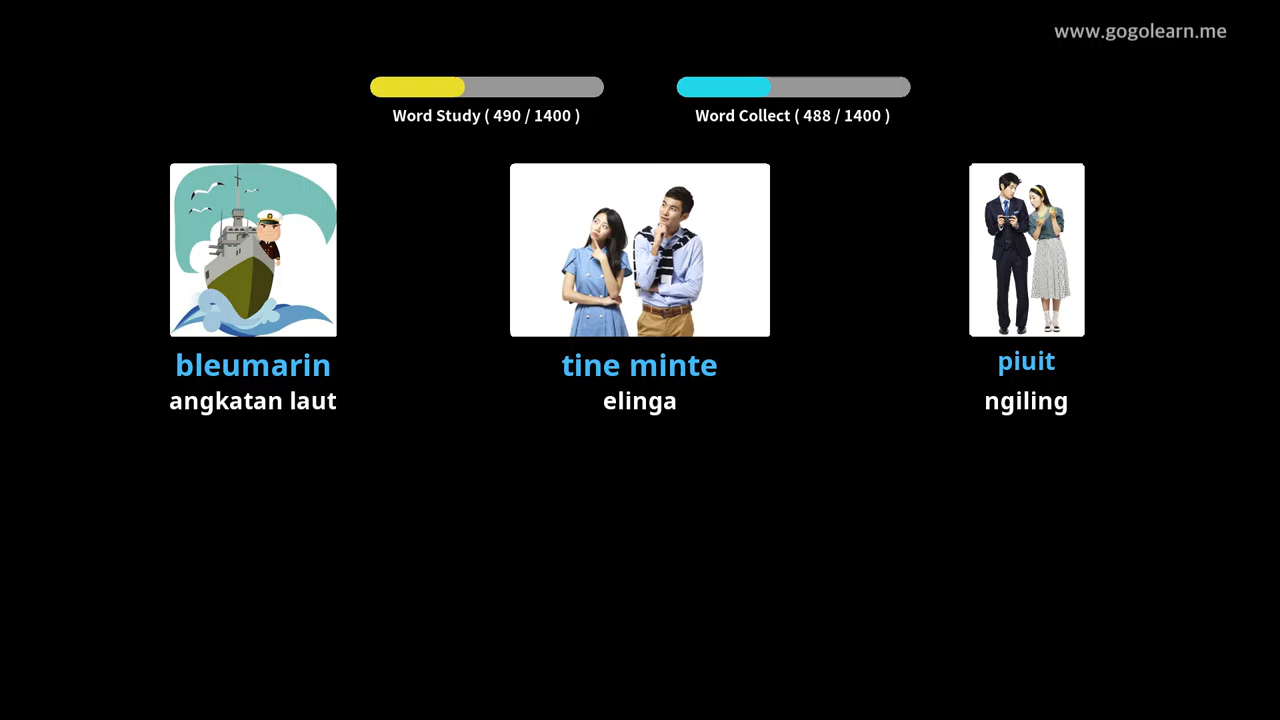 www.gogolearn.me
Word Study ( 490 / 1400 )
Word Collect ( 488 / 1400 )
bleumarin
angkatan laut
tine minte
elinga
piuit
ngiling